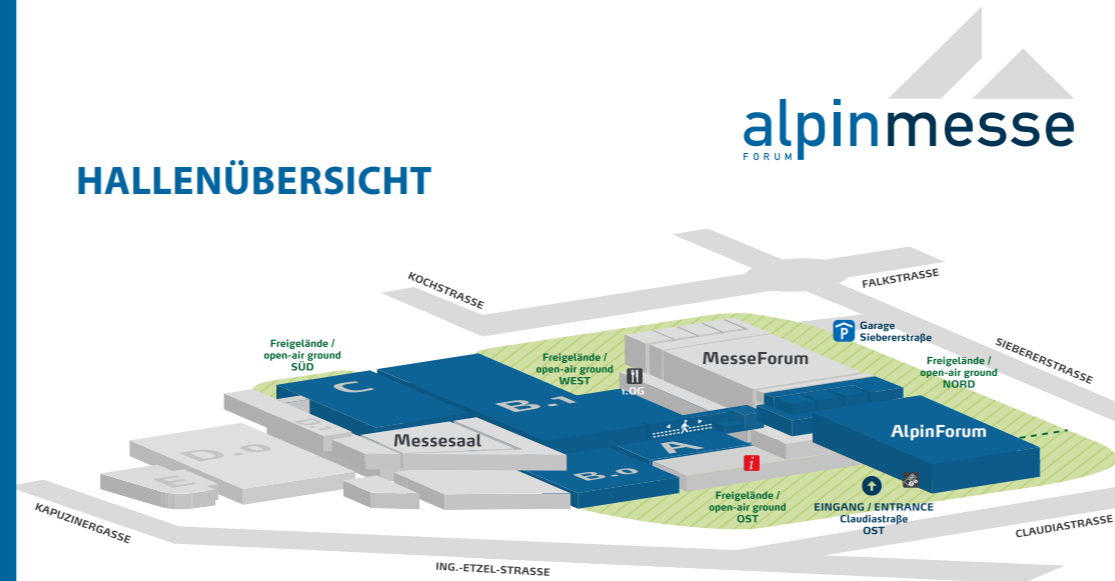 alpinmesse
FORUM
HALLENÜBERSICHT
KOCHSTRASSE
FALKSTRASSE
Garage
Siebererstraße
SIEBERERSTRASSE
Freigelände /
open-air ground
SÜD
Freigelände /
open-air ground
WEST
MesseForum
Freigelände /
open-air ground
NORD
1.OG
C
B.1
AlpinForum
Messesaal
A
B.0
D.1
D.0
E.
i
P
Freigelände /
open-air ground
OST
EINGANG / ENTRANCE
Claudiastraße
OST
KAPUZINERGASSE
CLAUDIASTRASSE
ING.-ETZEL-STRASSE